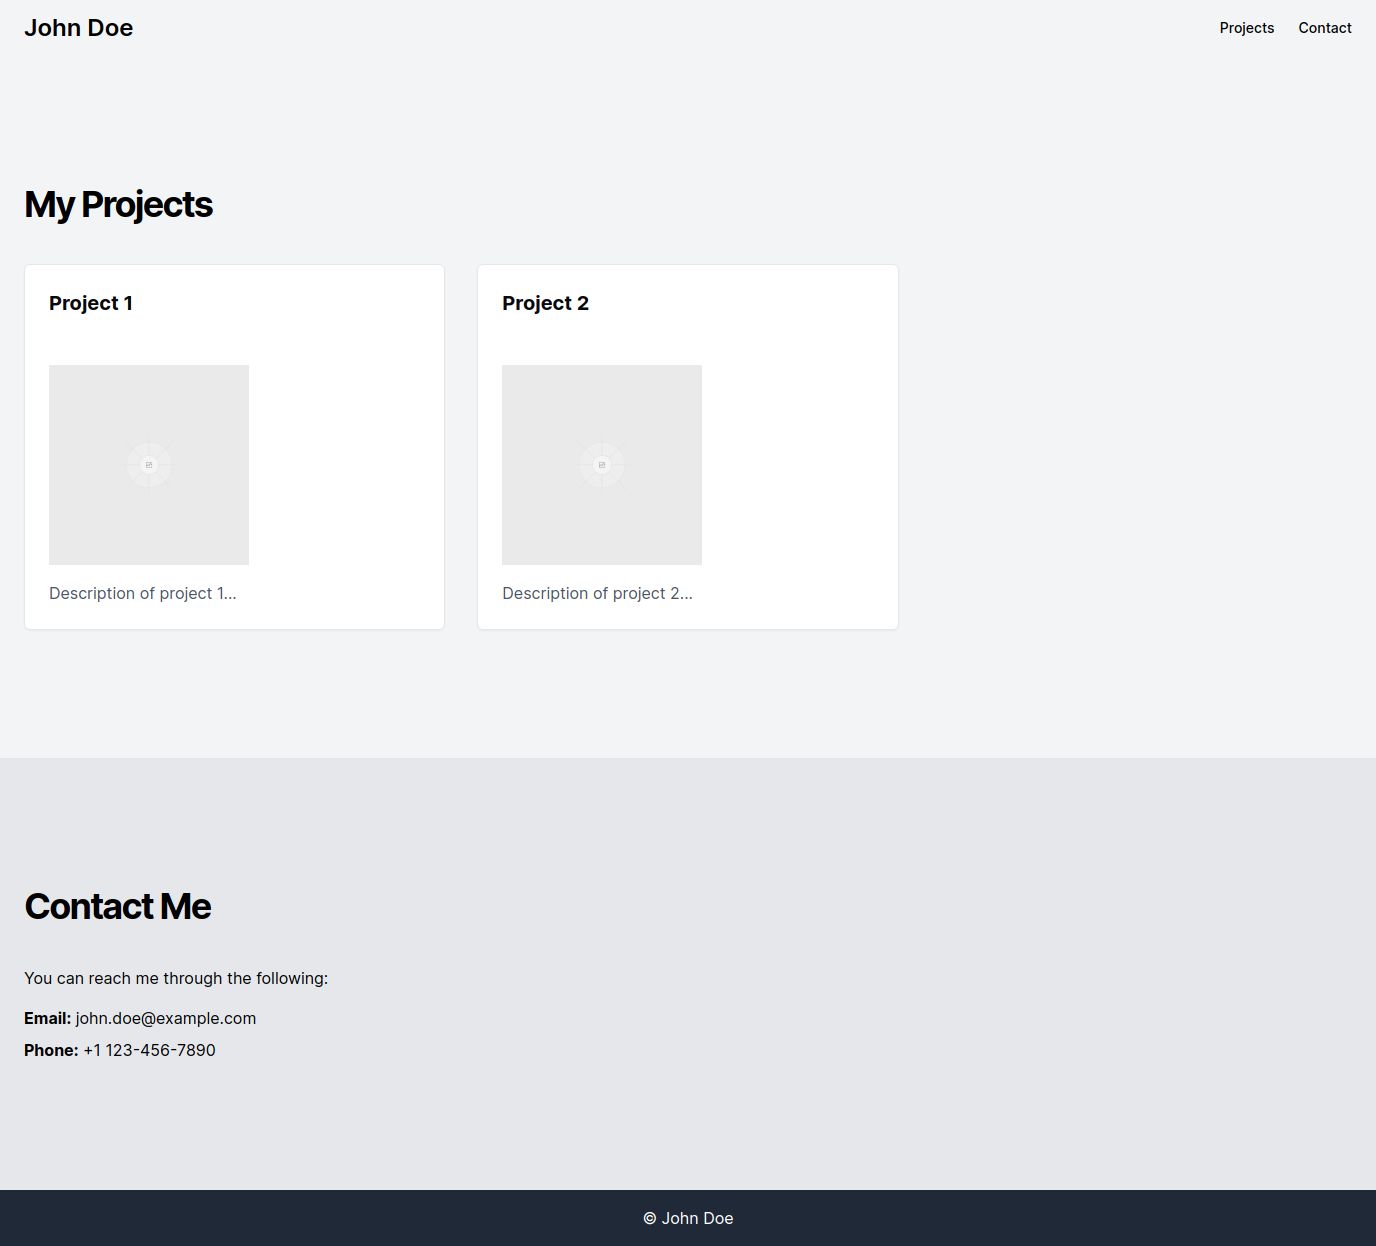 John Doe
Projects Contact
My Projects
Project 1
Description of project 1...
Project 2
Description of project 2...
Contact Me
You can reach me through the following:
Email: john.doe@example.com
Phone: +1 123-456-7890
© John Doe